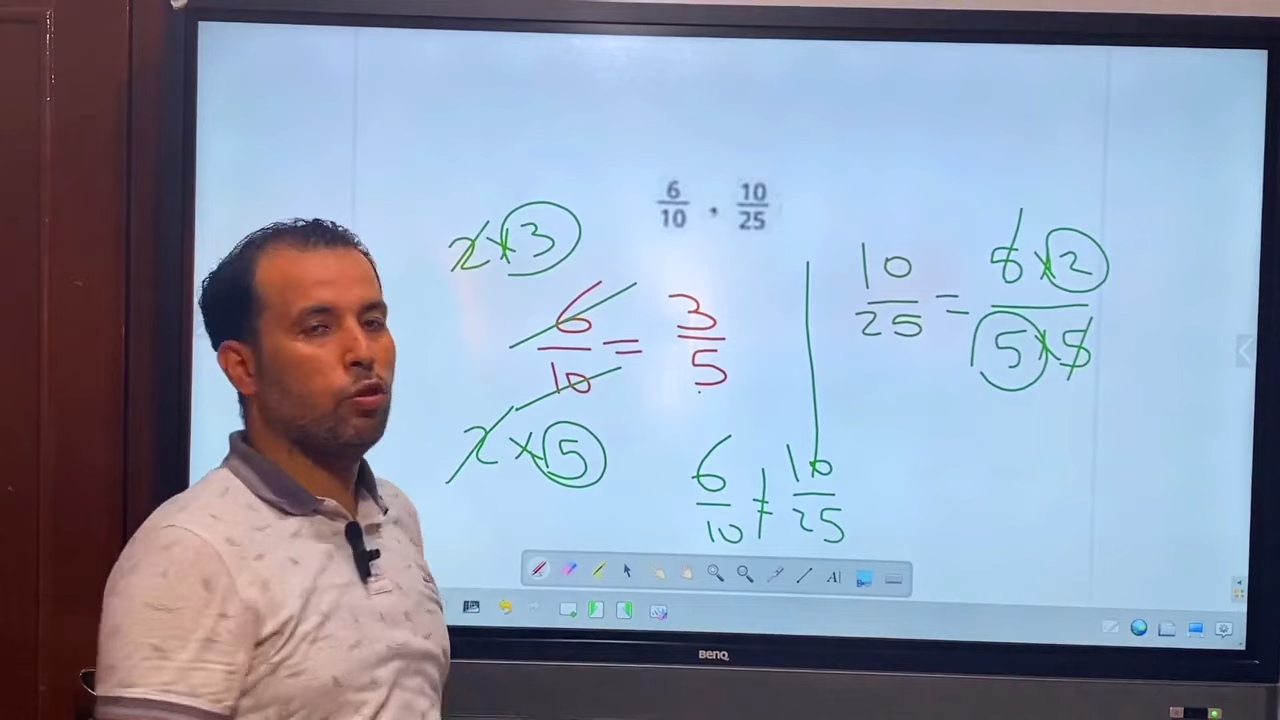 6/10 , 10/25
2×3
6/10 = 3/5
2×5
10/25 = 5×2/5×5
6/10 ≠ 10/25
A
BenQ